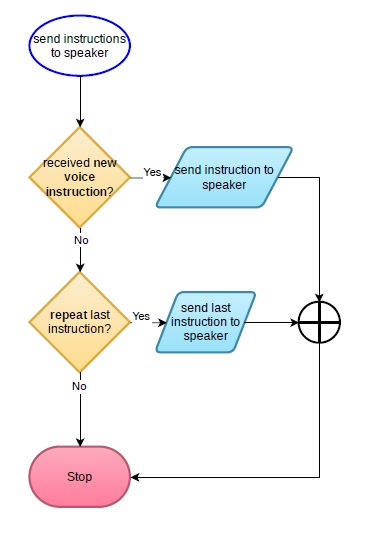 send instructions
to speaker
received new
voice
instruction?
Yes
send instruction to
speaker
No
repeat last
instruction?
Yes
send last
instruction to
speaker
No
Stop